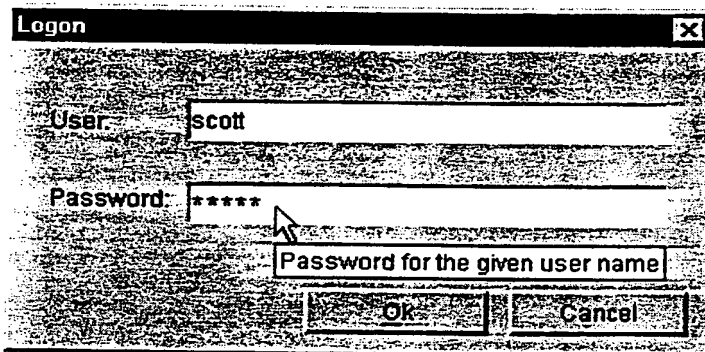 Logon
User: scott
Password: *****
Password for the given user name
Ok Cancel